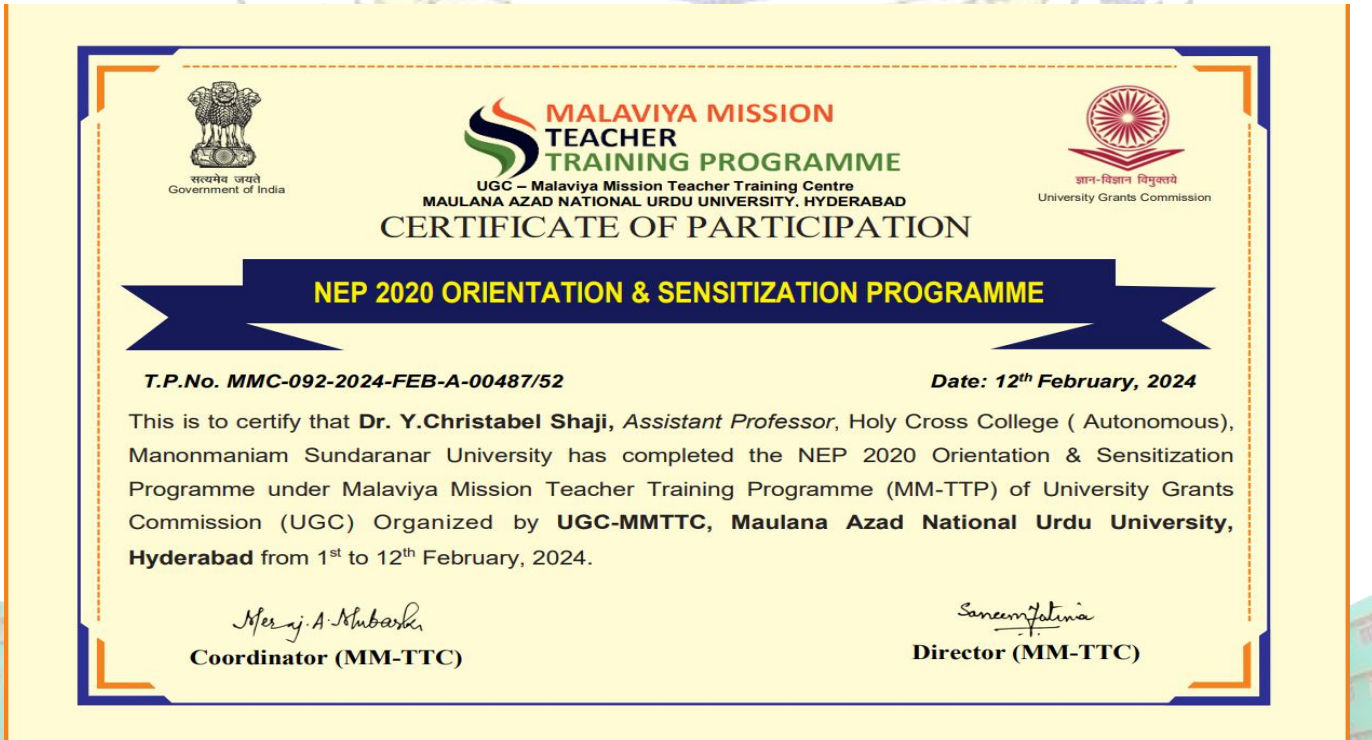 सत्यमेव जयते
Government of India
MALAVIYA MISSION
TEACHER
TRAINING PROGRAMME
UGC – Malaviya Mission Teacher Training Centre
MAULANA AZAD NATIONAL URDU UNIVERSITY. HYDERABAD
ज्ञान-विज्ञान विमुक्तये
University Grants Commission
CERTIFICATE OF PARTICIPATION
NEP 2020 ORIENTATION & SENSITIZATION PROGRAMME
T.P.No. MMC-092-2024-FEB-A-00487/52
Date: 12th February, 2024
This is to certify that Dr. Y.Christabel Shaji, Assistant Professor, Holy Cross College ( Autonomous),
Manonmaniam Sundaranar University has completed the NEP 2020 Orientation & Sensitization
Programme under Malaviya Mission Teacher Training Programme (MM-TTP) of University Grants
Commission (UGC) Organized by UGC-MMTTC, Maulana Azad National Urdu University,
Hyderabad from 1st to 12th February, 2024.
Coordinator (MM-TTC)
Director (MM-TTC)